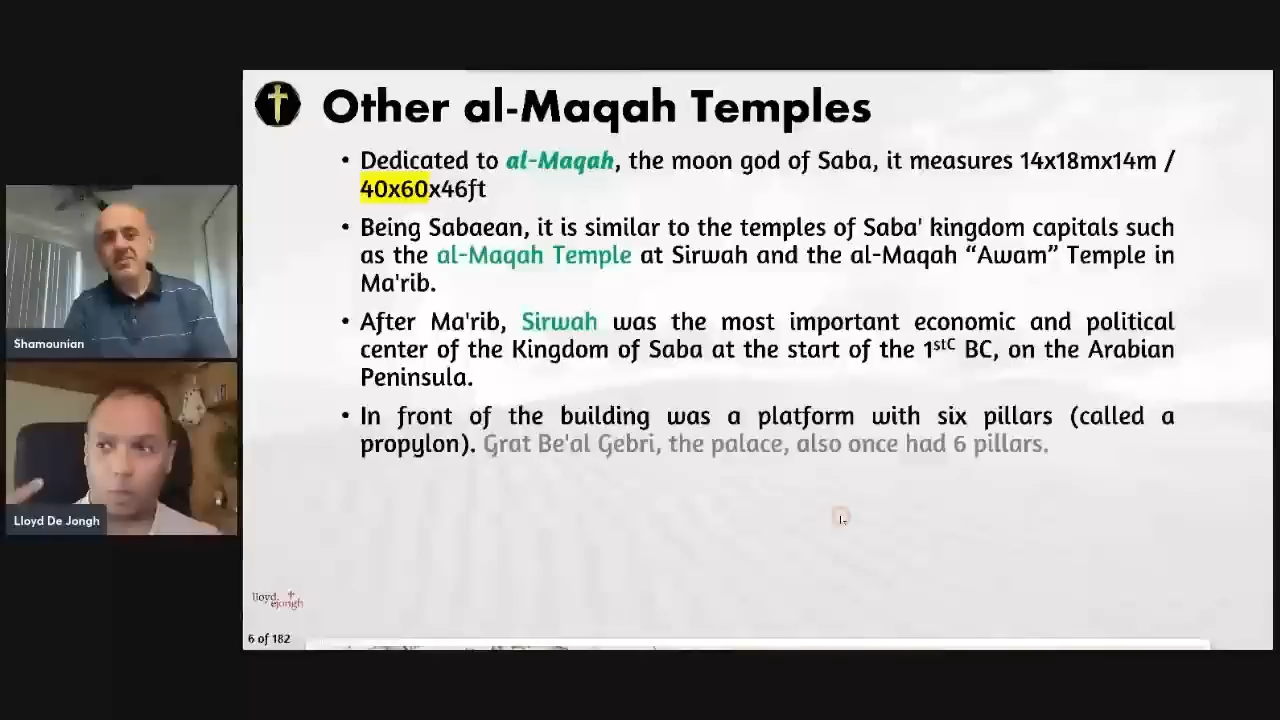 Other al-Maqah Temples
• Dedicated to al-Maqah, the moon god of Saba, it measures 14x18mx14m /
40x60x46ft
• Being Sabaean, it is similar to the temples of Saba' kingdom capitals such
as the al-Maqah Temple at Sirwah and the al-Maqah “Awam” Temple in
Ma'rib.
• After Ma'rib, Sirwah was the most important economic and political
center of the Kingdom of Saba at the start of the 1stC BC, on the Arabian
Peninsula.
• In front of the building was a platform with six pillars (called a
propylon). Grat Be'al Gebri, the palace, also once had 6 pillars.
Shamounian
Lloyd De Jongh
lloyd
ejongh
6 of 182